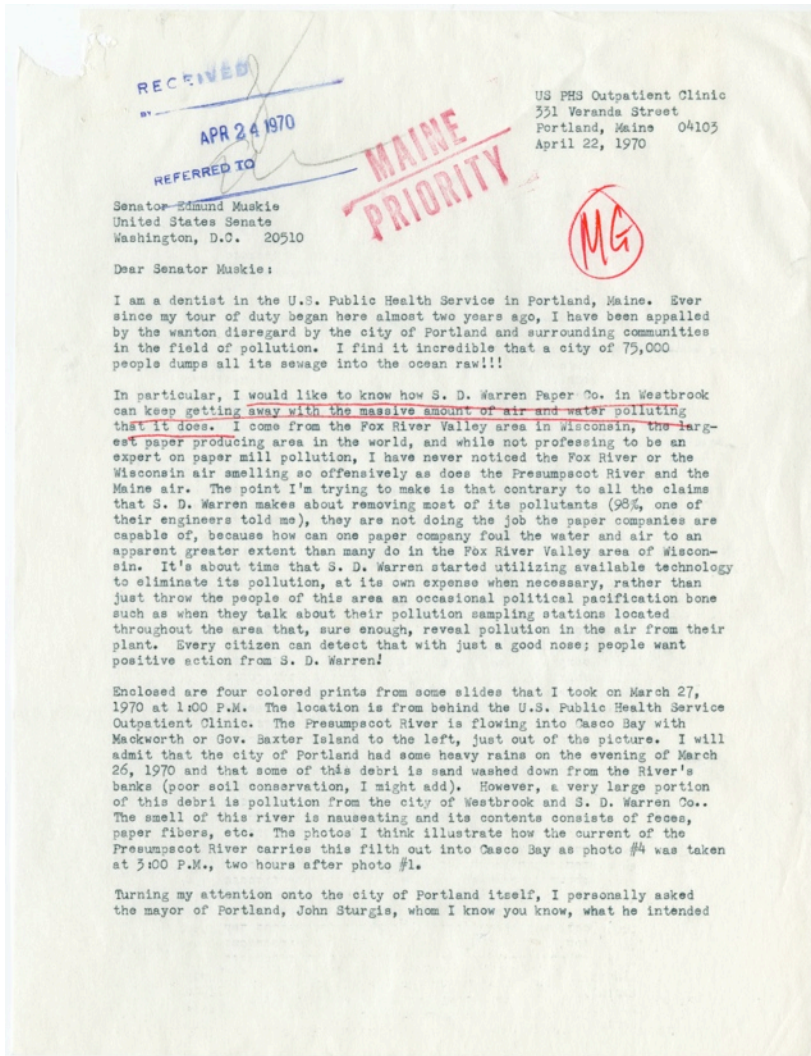 RECEIVED
BY
APR 24 1970
REFERRED TO
MAINE
PRIORITY
US PHS Outpatient Clinic
331 Veranda Street
Portland, Maine 04103
April 22, 1970
MG
Senator Edmund Muskie
United States Senate
Washington, D.C. 20510
Dear Senator Muskie:
I am a dentist in the U.S. Public Health Service in Portland, Maine. Ever
since my tour of duty began here almost two years ago, I have been appalled
by the wanton disregard by the city of Portland and surrounding communities
in the field of pollution. I find it incredible that a city of 75,000
people dumps all its sewage into the ocean raw!!!
In particular, I would like to know how S. D. Warren Paper Co. in Westbrook
can keep getting away with the massive amount of air and water polluting
that it does. I come from the Fox River Valley area in Wisconsin, the larg-
est paper producing area in the world, and while not professing to be an
expert on paper mill pollution, I have never noticed the Fox River or the
Wisconsin air smelling so offensively as does the Presumpscot River and the
Maine air. The point I'm trying to make is that contrary to all the claims
that S. D. Warren makes about removing most of its pollutants (98%, one of
their engineers told me), they are not doing the job the paper companies are
capable of, because how can one paper company foul the water and air to an
apparent greater extent than many do in the Fox River Valley area of Wiscon-
sin. It's about time that S. D. Warren started utilizing available technology
to eliminate its pollution, at its own expense when necessary, rather than
just throw the people of this area an occasional political pacification bone
such as when they talk about their pollution sampling stations located
throughout the area that, sure enough, reveal pollution in the air from their
plant. Every citizen can detect that with just a good nose; people want
positive action from S. D. Warren!
Enclosed are four colored prints from some slides that I took on March 27,
1970 at 1:00 P.M. The location is from behind the U.S. Public Health Service
Outpatient Clinic. The Presumpscot River is flowing into Casco Bay with
Mackworth or Gov. Baxter Island to the left, just out of the picture. I will
admit that the city of Portland had some heavy rains on the evening of March
26, 1970 and that some of this debri is sand washed down from the River's
banks (poor soil conservation, I might add). However, a very large portion
of this debri is pollution from the city of Westbrook and S. D. Warren Co..
The smell of this river is nauseating and its contents consists of feces,
paper fibers, etc. The photos I think illustrate how the current of the
Presumpscot River carries this filth out into Casco Bay as photo #4 was taken
at 3:00 P.M., two hours after photo #1.
Turning my attention onto the city of Portland itself, I personally asked
the mayor of Portland, John Sturgis, whom I know you know, what he intended